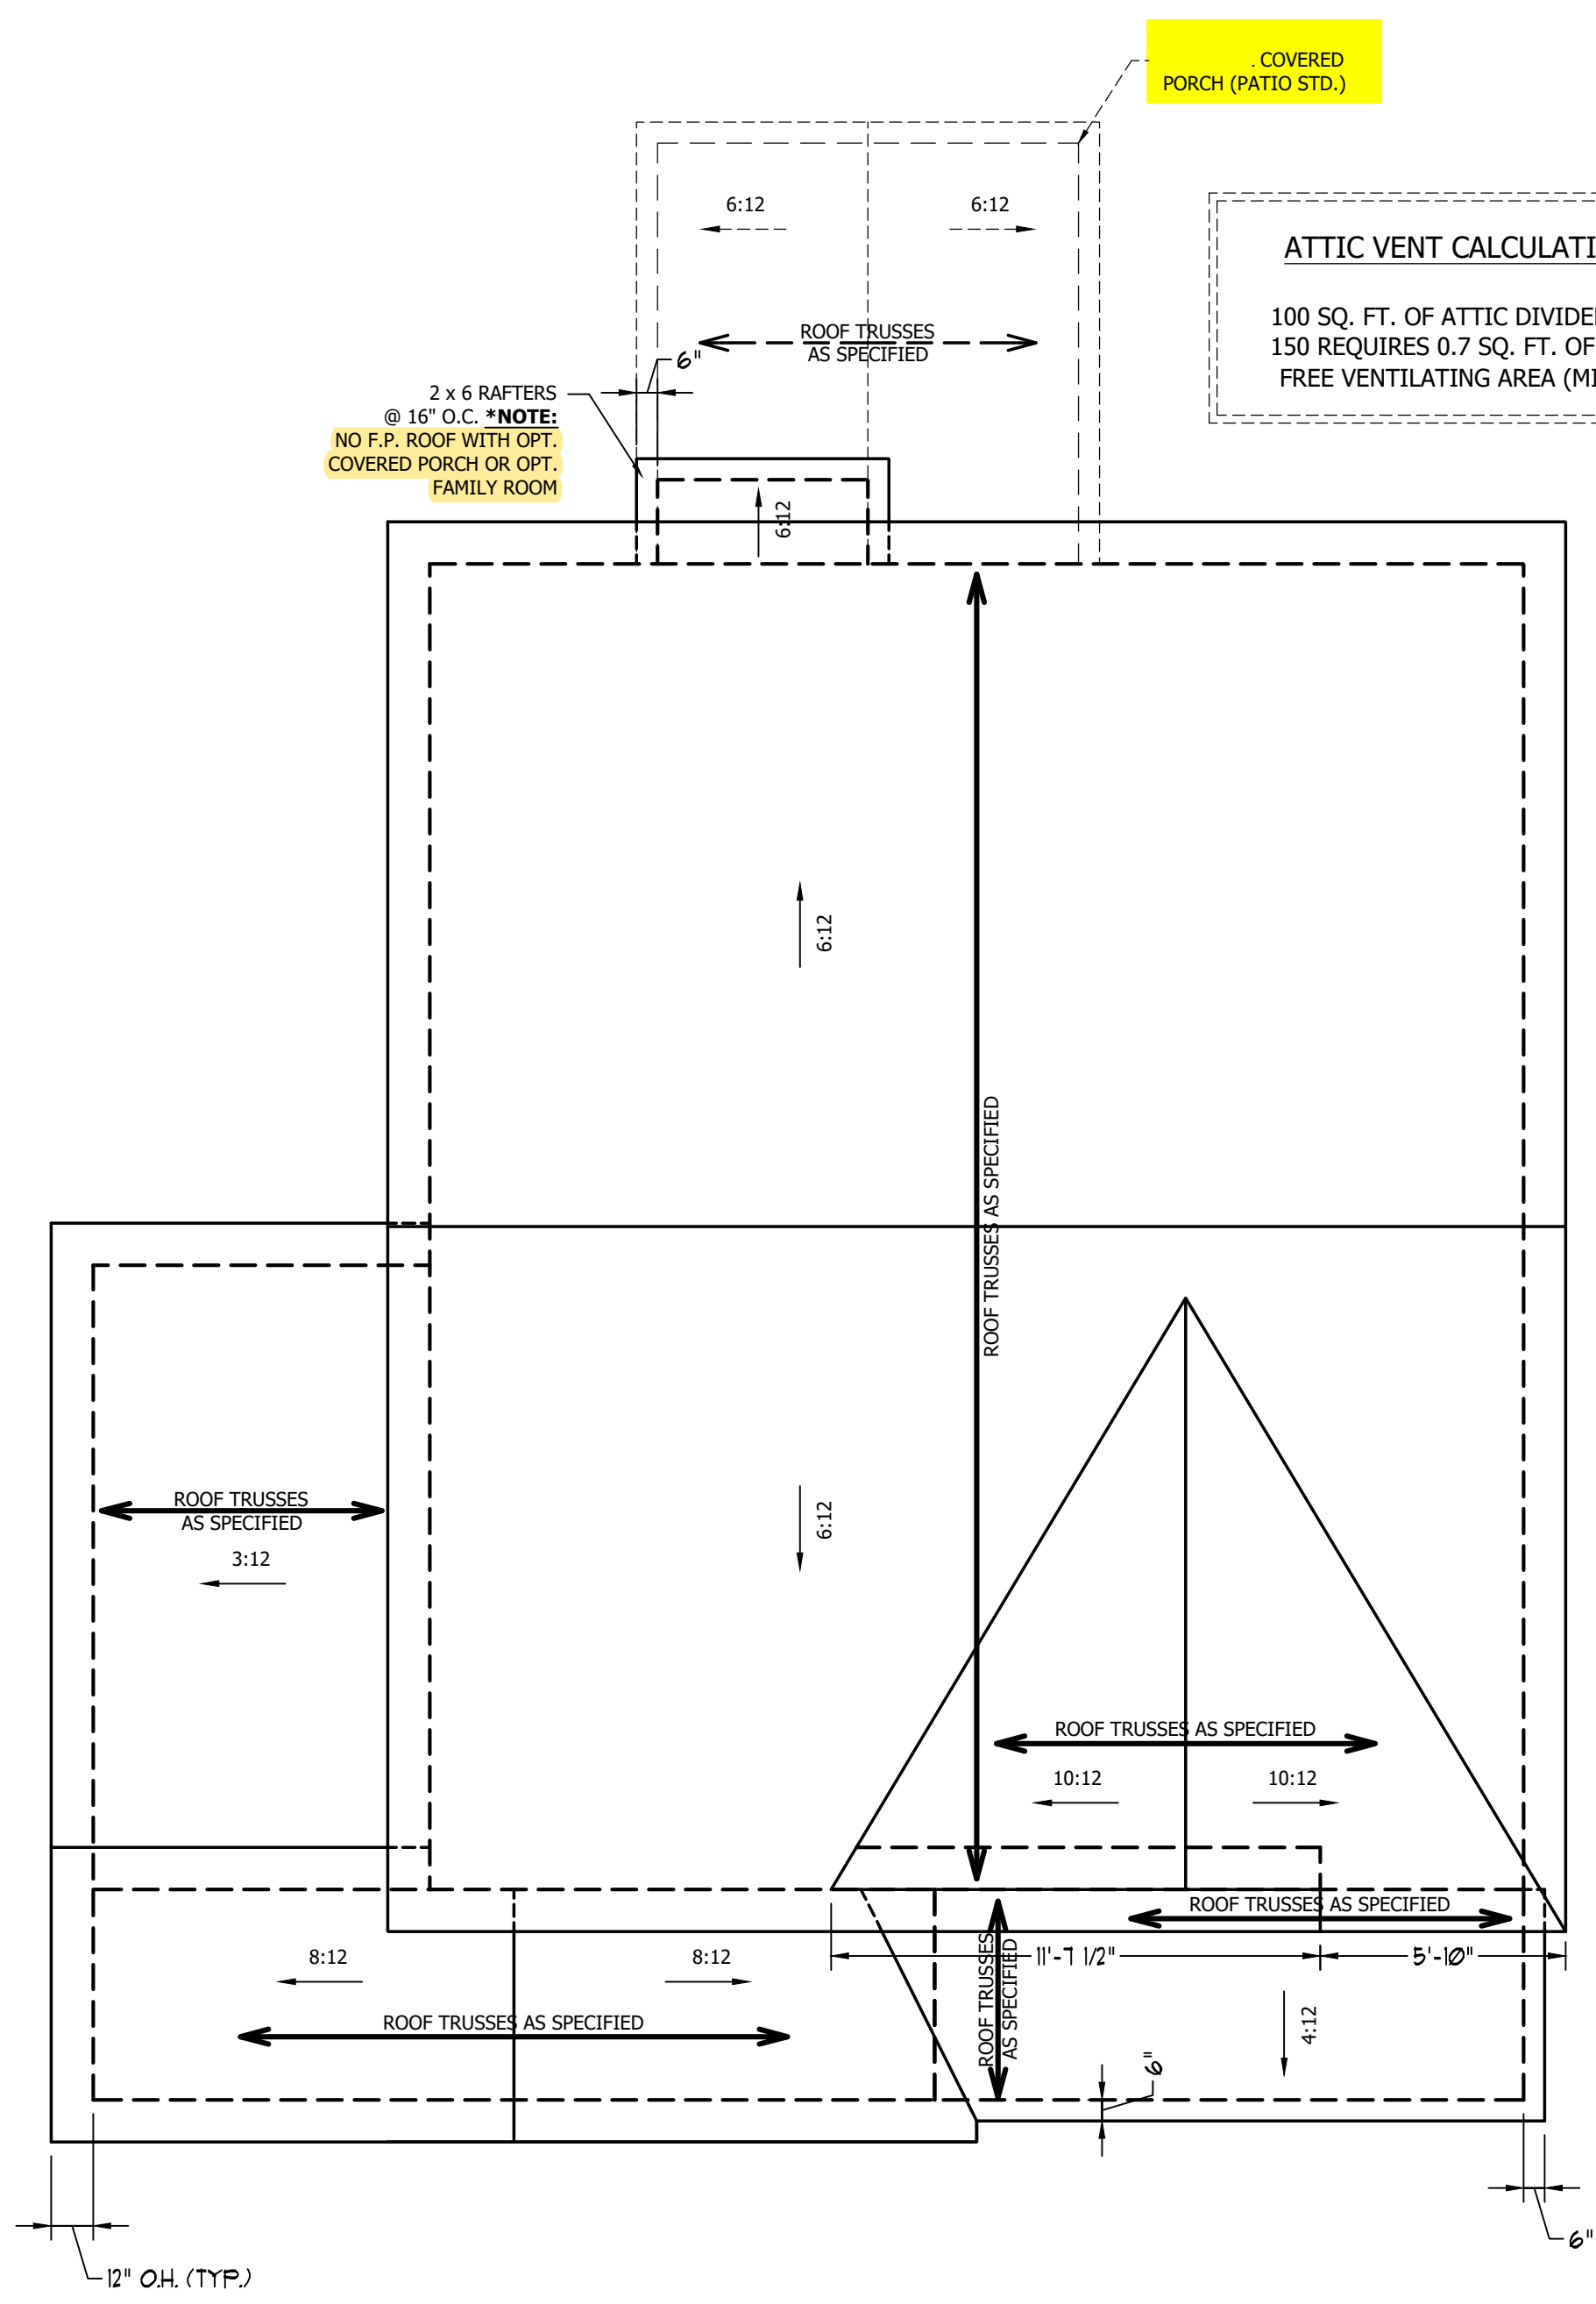 . COVERED
PORCH (PATIO STD.)
6:12
6:12
ATTIC VENT CALCULATI
100 SQ. FT. OF ATTIC DIVIDE
150 REQUIRES 0.7 SQ. FT. OF
FREE VENTILATING AREA (MI
ROOF TRUSSES
AS SPECIFIED
6"
2 x 6 RAFTERS
@ 16" O.C. *NOTE:
NO F.P. ROOF WITH OPT.
COVERED PORCH OR OPT.
FAMILY ROOM
6:12
6:12
ROOF TRUSSES AS SPECIFIED
ROOF TRUSSES
AS SPECIFIED
3:12
6:12
ROOF TRUSSES AS SPECIFIED
10:12
10:12
ROOF TRUSSES AS SPECIFIED
8:12
8:12
11'-7 1/2"
5'-10"
ROOF TRUSSES
AS SPECIFIED
ROOF TRUSSES AS SPECIFIED
4:12
6"
6"
12" O.H. (TYP.)